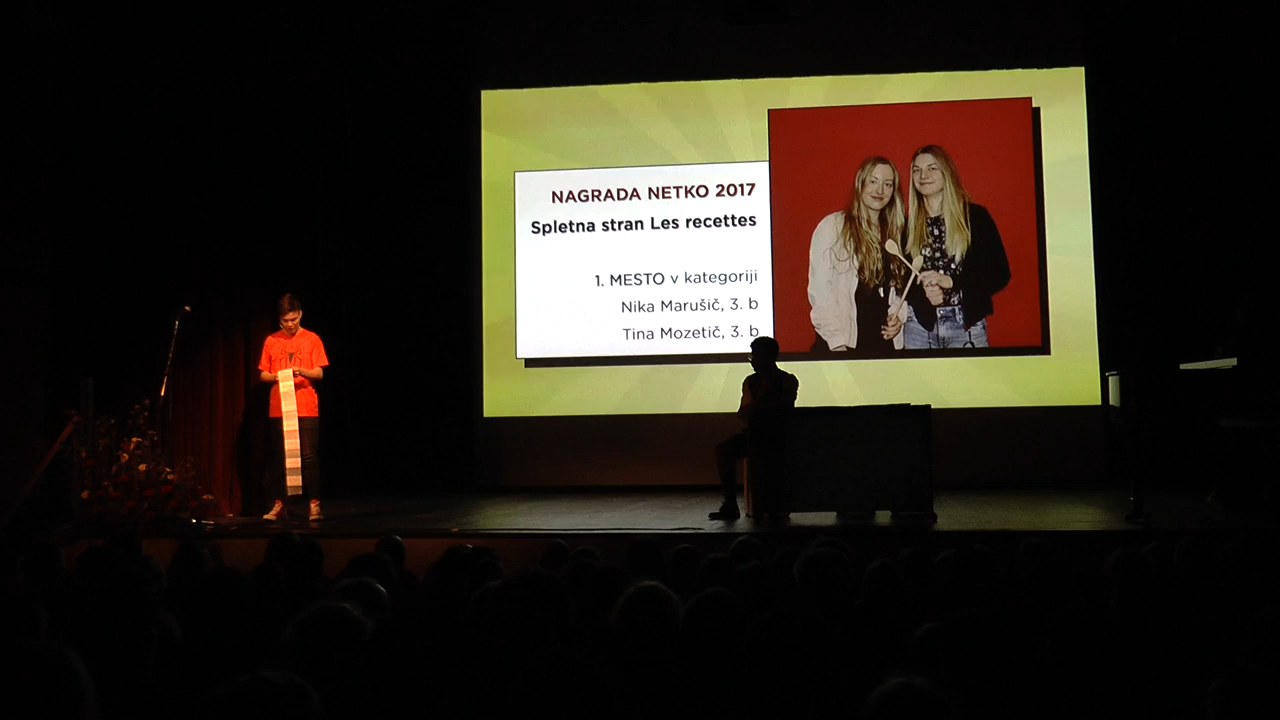 NAGRADA NETKO 2017
Spletna stran Les recettes
1. MESTO v kategoriji
Nika Marušič, 3. b
Tina Mozetič, 3. b